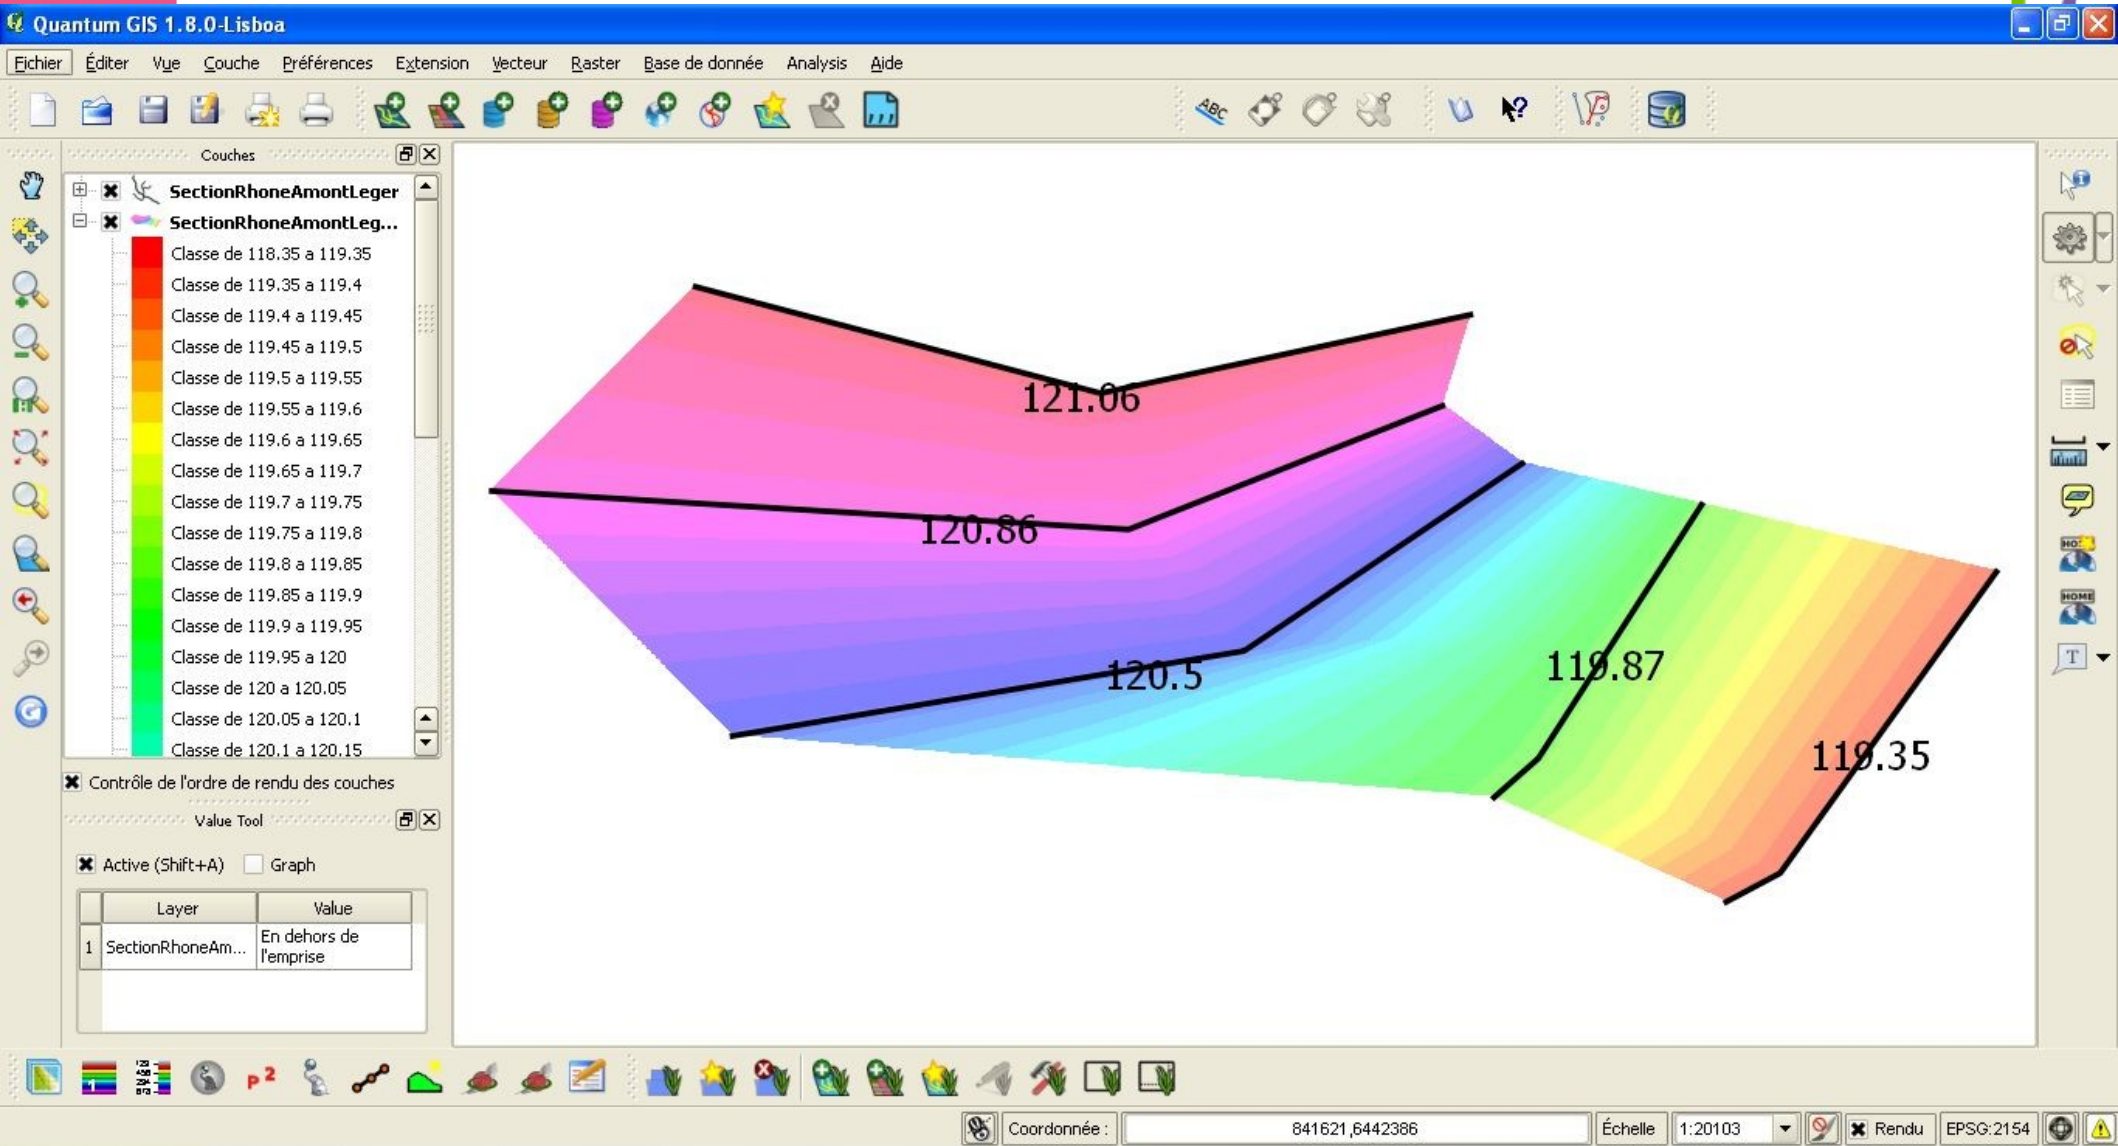 Quantum GIS 1.8.0-Lisboa
Fichier Éditer Vue Couche Préférences Extension Vecteur Raster Base de donnée Analysis Aide
ABC
Couches
SectionRhoneAmontLeger
SectionRhoneAmontLeg...
Classe de 118.35 a 119.35
Classe de 119.35 a 119.4
Classe de 119.4 a 119.45
Classe de 119.45 a 119.5
Classe de 119.5 a 119.55
Classe de 119.55 a 119.6
Classe de 119.6 a 119.65
Classe de 119.65 a 119.7
Classe de 119.7 a 119.75
Classe de 119.75 a 119.8
Classe de 119.8 a 119.85
Classe de 119.85 a 119.9
Classe de 119.9 a 119.95
Classe de 119.95 a 120
Classe de 120 a 120.05
Classe de 120.05 a 120.1
Classe de 120.1 a 120.15
Contrôle de l'ordre de rendu des couches
Value Tool
Active (Shift+A) Graph
Layer Value
1 SectionRhoneAm... En dehors de
l'emprise
121.06
120.86
120.5
119.87
119.35
HOME
T
P²
Coordonnée : 841621,6442386 Échelle 1:20103 Rendu EPSG:2154